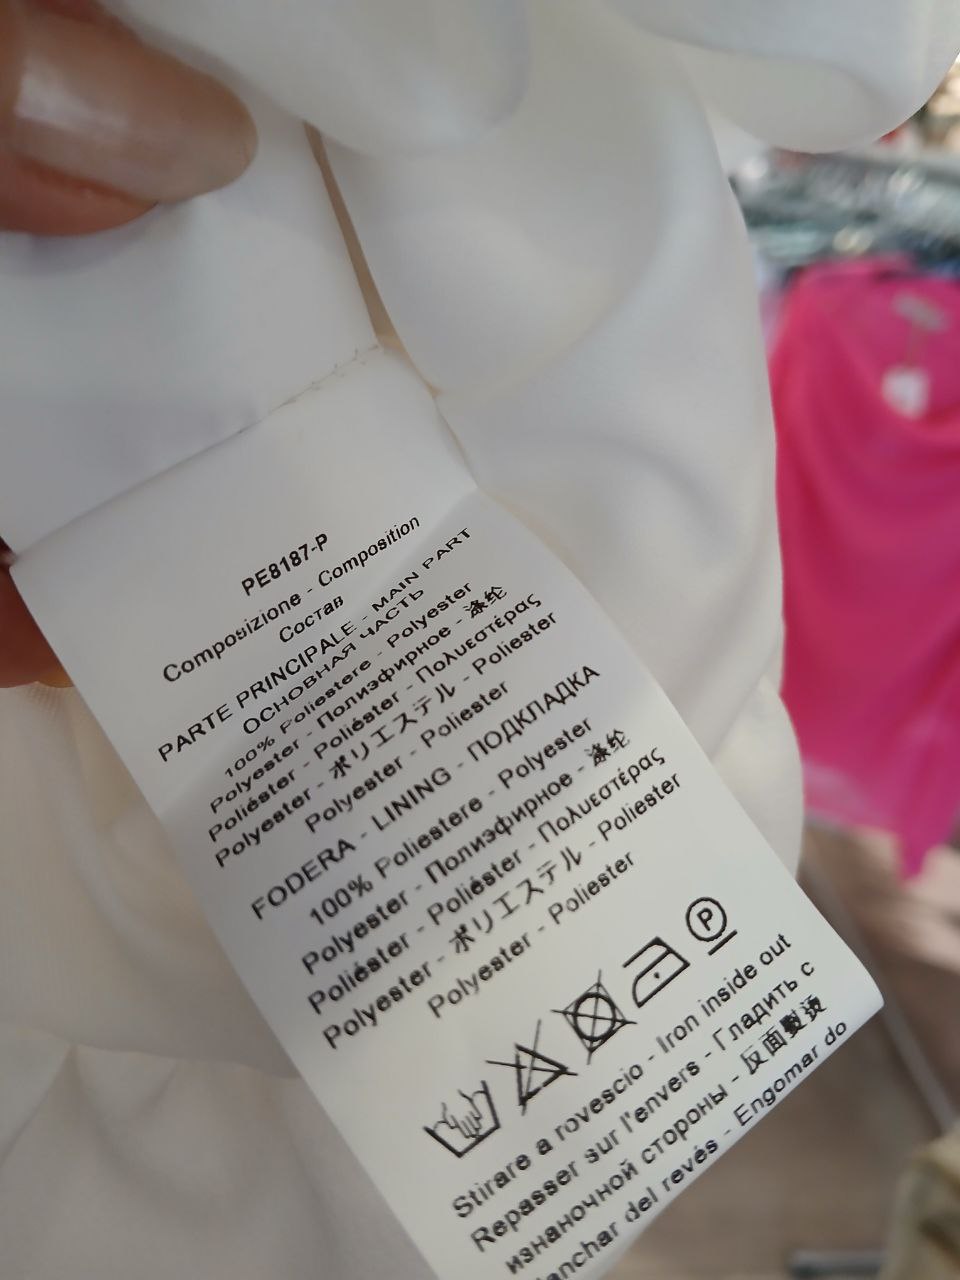 PE8187-P
Composizione - Composition
Состав
PARTE PRINCIPALE - MAIN PART
ОСНОВНАЯ ЧАСТЬ
100% Poliestere - Polyester
Polyester - Полиэфирное - 涤纶
Poliéster - Poliéster - Πολυεστέρας
Polyester - ポリエステル - Poliester
Polyester - Poliester
FODERA - LINING - ПОДКЛАДКА
100% Poliestere - Polyester
Polyester - Полиэфирное - 涤纶
Poliéster - Poliéster - Πολυεστέρας
Polyester - ポリエステル - Poliester
Polyester - Poliester
P
Stirare a rovescio - Iron inside out
Repasser sur l'envers - Гладить с
изнаночной стороны - 反面熨烫
lanchar del revés - Engomar do